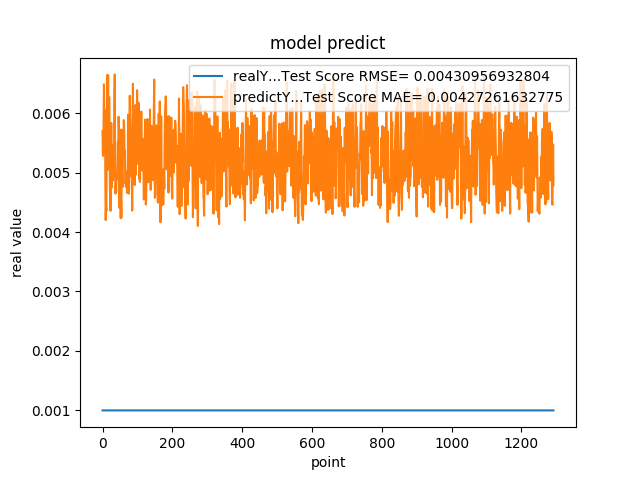 model predict
realY...Test Score RMSE= 0.00430956932804
predictY...Test Score MAE= 0.00427261632775
0.006
0.005
0.004
0.003
0.002
0.001
real value
0 200 400 600 800 1000 1200
point